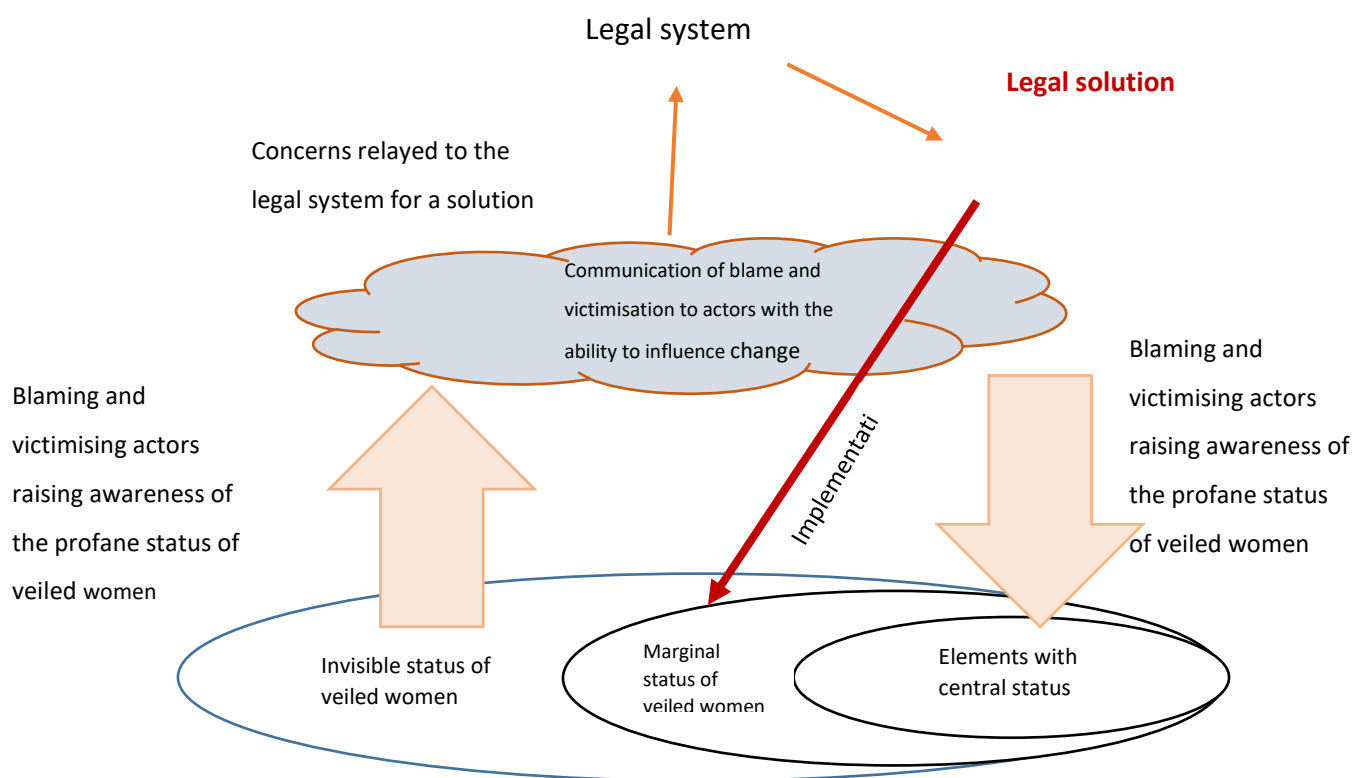 Legal system
Legal solution
Concerns relayed to the
legal system for a solution
Communication of blame and
victimisation to actors with the
ability to influence change
Blaming and
victimising actors
raising awareness of
the profane status of
veiled women
Implementati
Blaming and
victimising actors
raising awareness of
the profane status
of veiled women
Invisible status of
veiled women
Marginal
status of
veiled women
Elements with
central status